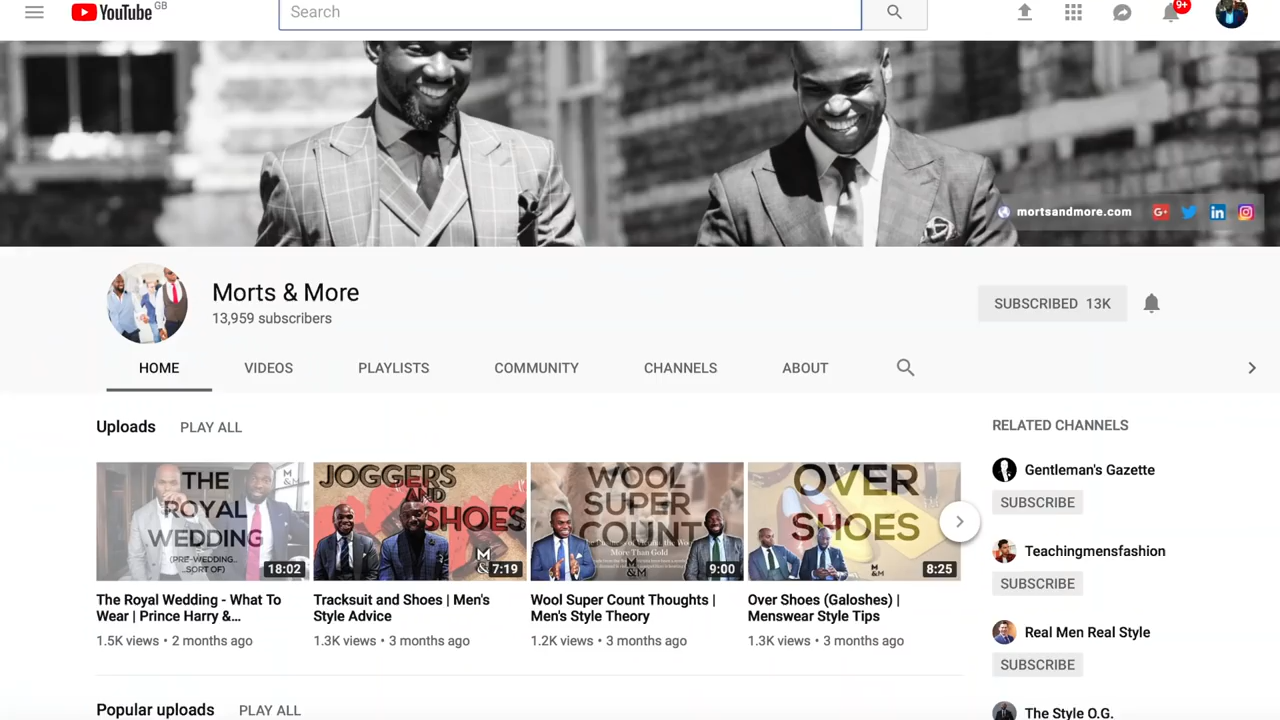 YouTube GB
Search
9+
mortsandmore.com
G+
in
Morts & More
13,959 subscribers
SUBSCRIBED 13K
HOME VIDEOS PLAYLISTS COMMUNITY CHANNELS ABOUT
Uploads PLAY ALL
THE
ROYAL
WEDDING
(PRE-WEDDING..
..SORT OF)
M
&M
18:02
The Royal Wedding - What To
Wear | Prince Harry &...
1.5K views • 2 months ago
JOGGERS
AND
SHOES
M
&
7:19
Tracksuit and Shoes | Men's
Style Advice
1.3K views • 3 months ago
WOOL
SUPER
COUNT
More Than Gold
M
&M
9:00
Wool Super Count Thoughts |
Men's Style Theory
1.2K views • 3 months ago
OVER
SHOES
M
&M
8:25
Over Shoes (Galoshes) |
Menswear Style Tips
1.3K views • 3 months ago
Popular uploads PLAY ALL
RELATED CHANNELS
Gentleman's Gazette
SUBSCRIBE
Teachingmensfashion
SUBSCRIBE
Real Men Real Style
SUBSCRIBE
The Style O.G.